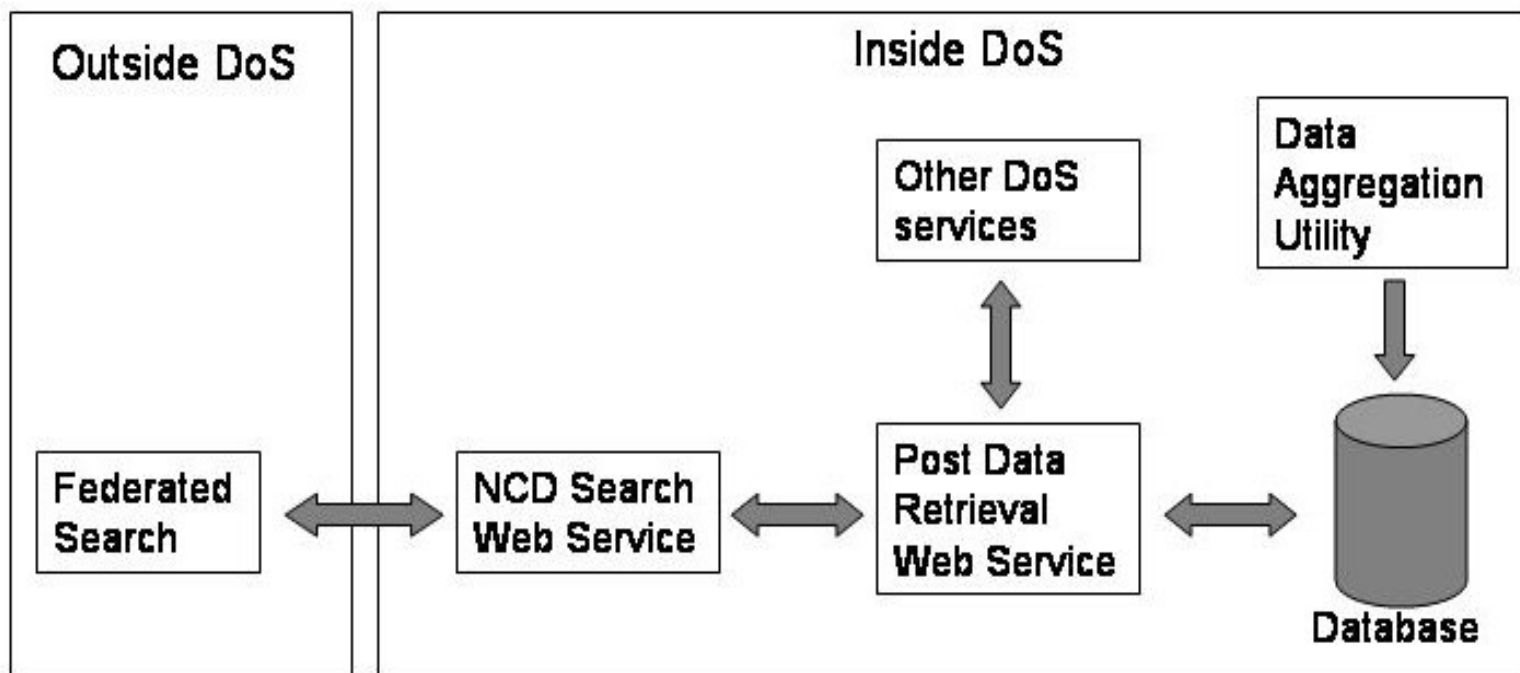 Outside DoS
Inside DoS
Other DoS
services
Data
Aggregation
Utility
Federated
Search
NCD Search
Web Service
Post Data
Retrieval
Web Service
Database